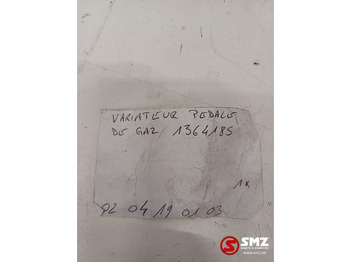 VARIATEUR PEDALE
DE GAZ / 1364185
1x
P2 04 19 01 03
SMZ